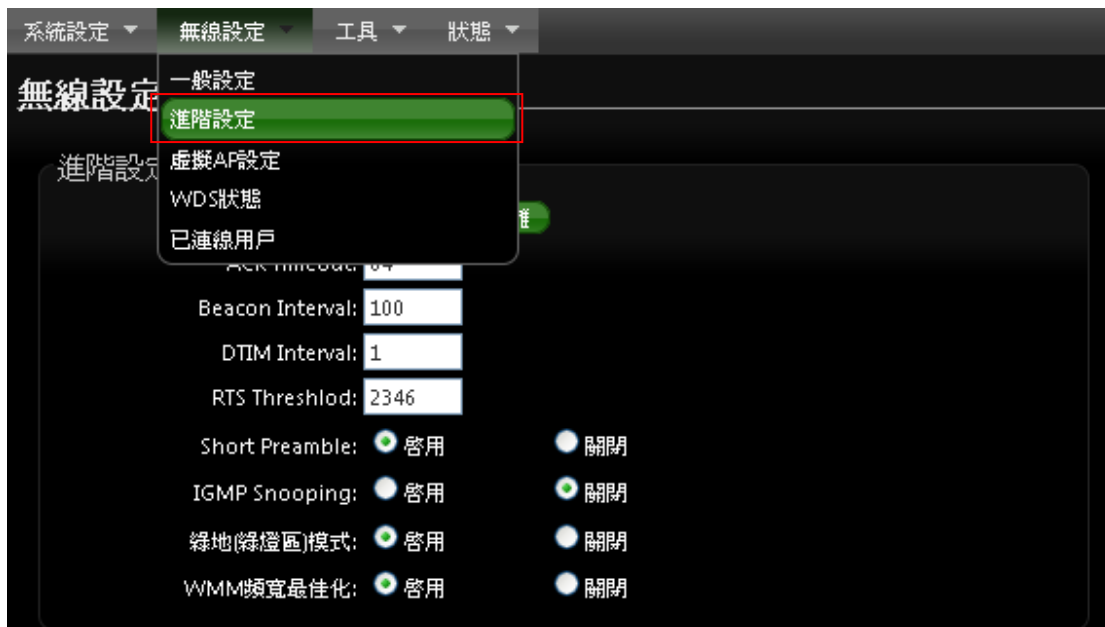 系統設定 無線設定 工具 狀態
無線設定
一般設定
進階設定
虛擬AP設定
WDS狀態
已連線用戶
進階設定
Beacon Interval: 100
DTIM Interval: 1
RTS Threshlod: 2346
Short Preamble: 啓用 關閉
IGMP Snooping: 啓用 關閉
綠地(綠燈區)模式: 啓用 關閉
WMM頻寬最佳化: 啓用 關閉